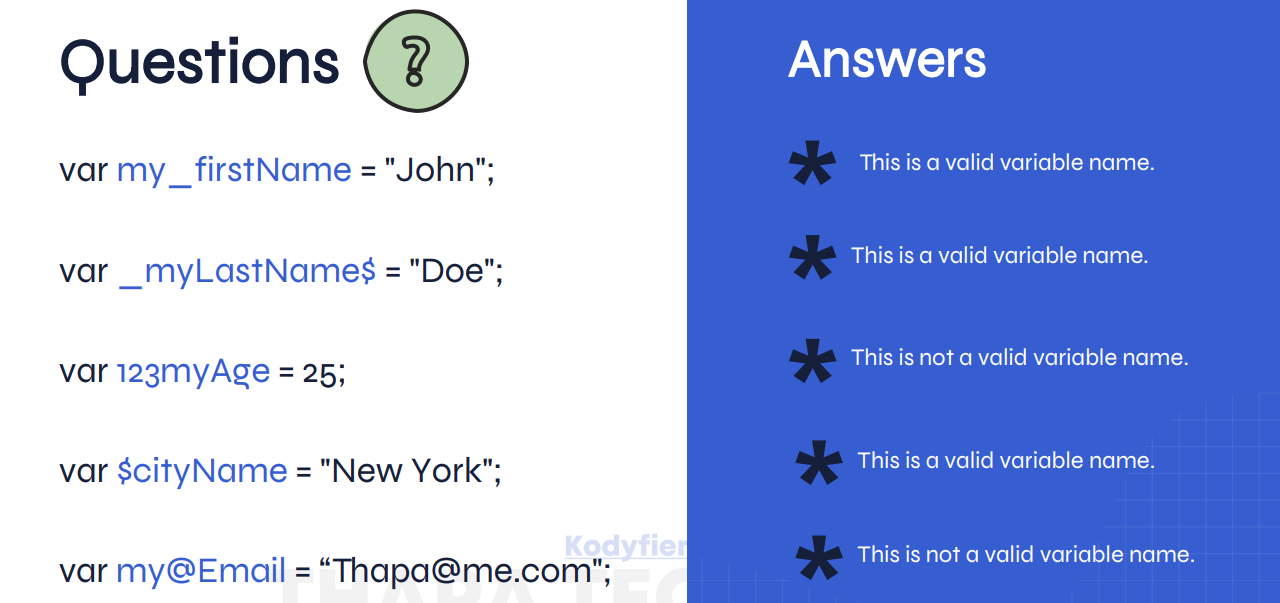 Questions ?
var my_firstName = "John";
var _myLastName$ = "Doe";
var 123myAge = 25;
var $cityName = "New York";
var my@Email = “Thapa@me.com";
Kodyfier
THAPA TEC
Answers
* This is a valid variable name.
* This is a valid variable name.
* This is not a valid variable name.
* This is a valid variable name.
* This is not a valid variable name.